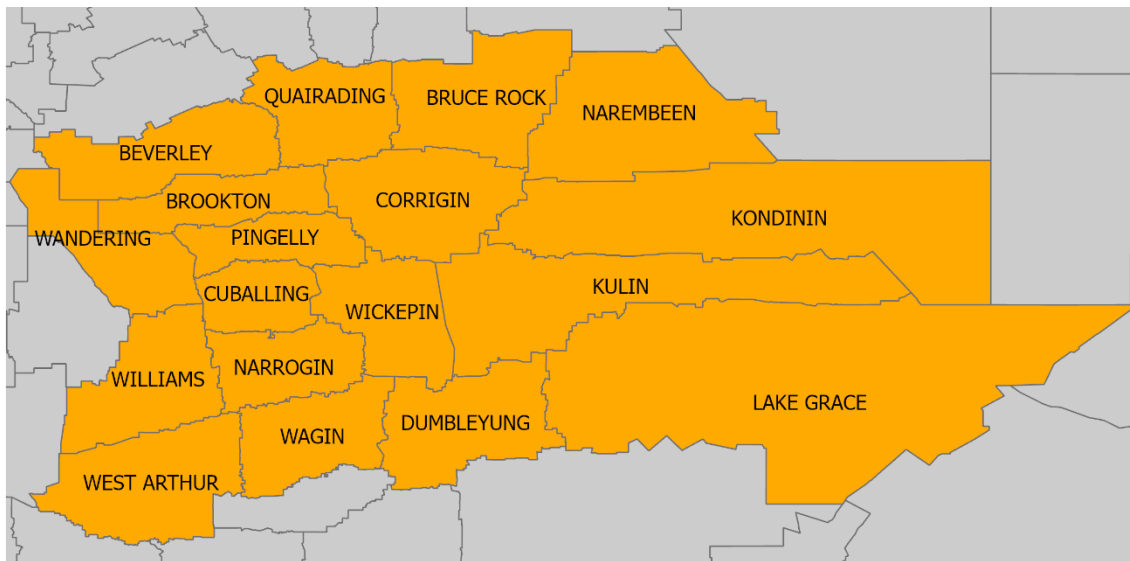 QUAIRADING
BRUCE ROCK
NAREMBEEN
BEVERLEY
BROOKTON
CORRIGIN
KONDININ
WANDERING
PINGELLY
CUBALLING
KULIN
WICKEPIN
NARROGIN
WILLIAMS
LAKE GRACE
DUMBLEYUNG
WAGIN
WEST ARTHUR